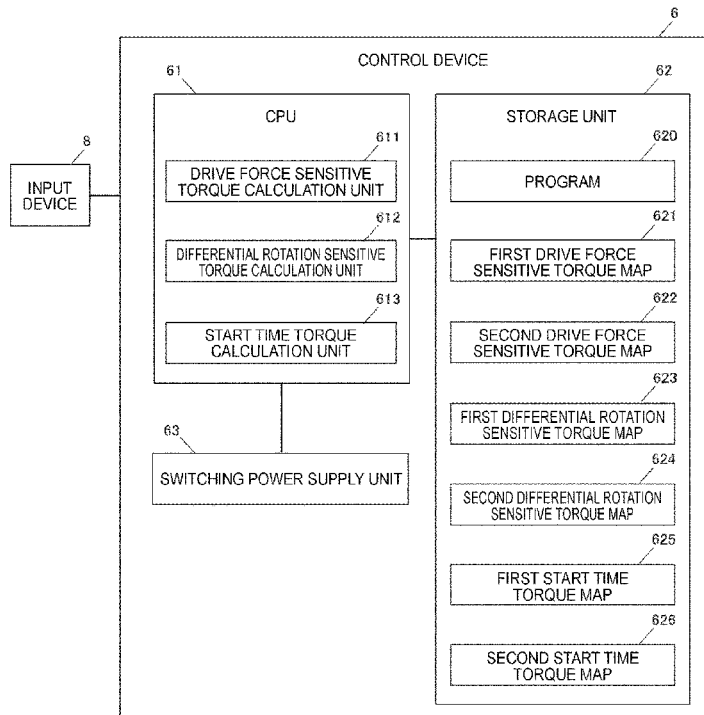 6
CONTROL DEVICE
61
CPU
611
DRIVE FORCE SENSITIVE
TORQUE CALCULATION UNIT
612
DIFFERENTIAL ROTATION SENSITIVE
TORQUE CALCULATION UNIT
613
START TIME TORQUE
CALCULATION UNIT
8
INPUT
DEVICE
63
SWITCHING POWER SUPPLY UNIT
62
STORAGE UNIT
620
PROGRAM
621
FIRST DRIVE FORCE
SENSITIVE TORQUE MAP
622
SECOND DRIVE FORCE
SENSITIVE TORQUE MAP
623
FIRST DIFFERENTIAL ROTATION
SENSITIVE TORQUE MAP
624
SECOND DIFFERENTIAL ROTATION
SENSITIVE TORQUE MAP
625
FIRST START TIME
TORQUE MAP
626
SECOND START TIME
TORQUE MAP